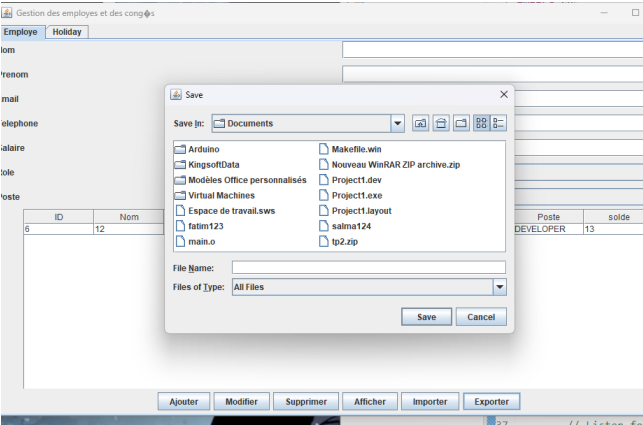 Gestion des employes et des cong�s
Employe Holiday
Nom
Prenom
Email
Telephone
Salaire
Role
Poste
ID Nom Poste solde
6 12 DEVELOPER 13
Save
Save In: Documents
Arduino
KingsoftData
Modèles Office personnalisés
Virtual Machines
Espace de travail.sws
fatim123
main.o
Makefile.win
Nouveau WinRAR ZIP archive.zip
Project1.dev
Project1.exe
Project1.layout
salma124
tp2.zip
File Name:
Files of Type: All Files
Save Cancel
Ajouter Modifier Supprimer Afficher Importer Exporter
37 // Listen fo